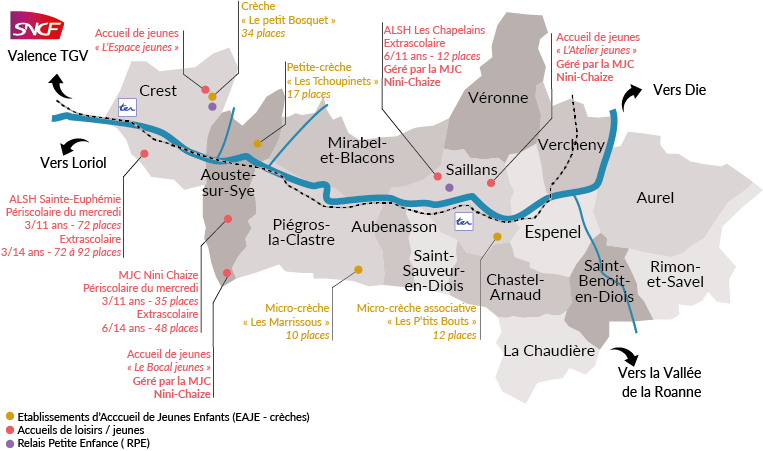 SNCF
Valence TGV
Accueil de jeunes
« L'Espace jeunes »
Crèche
« Le petit Bosquet »
34 places
Petite-crèche
« Les Tchoupinets »
17 places
ALSH Les Chapelains
Extrascolaire
6/11 ans - 12 places
Géré par la MJC
Nini-Chaize
Accueil de jeunes
« L'Atelier jeunes »
Géré par la MJC
Nini-Chaize
Vers Die
Crest
ter
Vers Loriol
Véronne
Mirabel-
et-Blacons
Vercheny
Saillans
Aouste-
sur-Sye
Aurel
ALSH Sainte-Euphémie
Périscolaire du mercredi
3/11 ans - 72 places
Extrascolaire
3/14 ans - 72 à 92 places
Piégros-
la-Clastre
Aubenasson
ter
Espenel
Saint-
Sauveur-
en-Diois
Chastel-
Arnaud
Saint-
Benoit-
en-Diois
Rimon-
et-Savel
MJC Nini Chaize
Périscolaire du mercredi
3/11 ans - 35 places
Extrascolaire
6/14 ans - 48 places
Micro-crèche
« Les Marrissous »
10 places
Micro-crèche associative
« Les P'tits Bouts »
12 places
La Chaudière
Accueil de jeunes
« Le Bocal jeunes »
Géré par la MJC
Nini-Chaize
Vers la Vallée
de la Roanne
Etablissements d'Acccueil de Jeunes Enfants (EAJE - crèches)
Accueils de loisirs / jeunes
Relais Petite Enfance ( RPE)